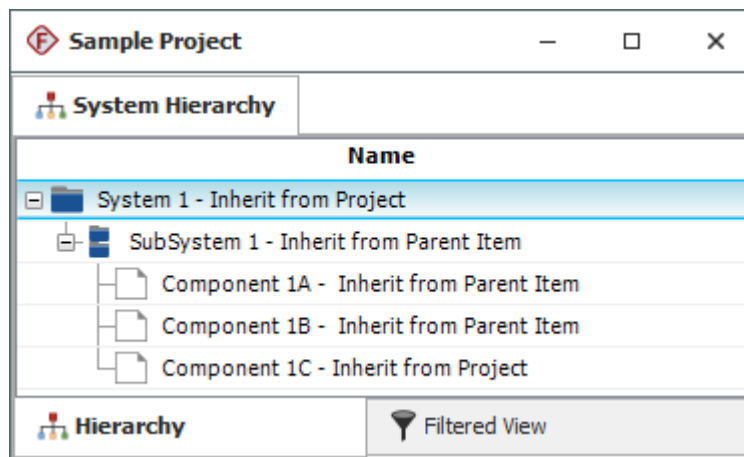 Sample Project
System Hierarchy
Name
System 1 - Inherit from Project
SubSystem 1 - Inherit from Parent Item
Component 1A - Inherit from Parent Item
Component 1B - Inherit from Parent Item
Component 1C - Inherit from Project
Hierarchy
Filtered View